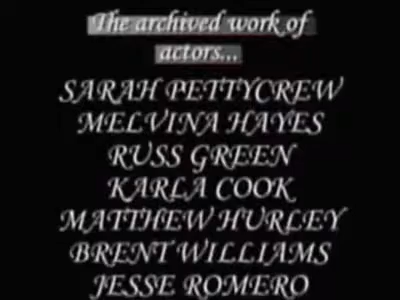 The archived work of
actors...
SARAH PETTYCREW
MELVINA HAYES
RUSS GREEN
KARLA COOK
MATTHEW HURLEY
BRENT WILLIAMS
JESSE ROMERO